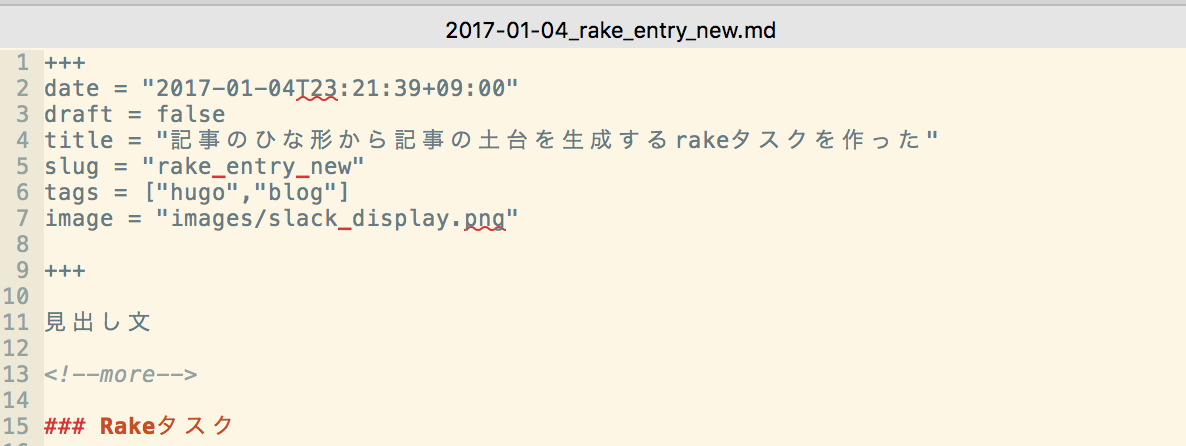 2017-01-04_rake_entry_new.md
1 +++
2 date = "2017-01-04T23:21:39+09:00"
3 draft = false
4 title = "記事のひな形から記事の土台を生成するrakeタスクを作った"
5 slug = "rake_entry_new"
6 tags = ["hugo","blog"]
7 image = "images/slack_display.png"
8
9 +++
10
11 見出し文
12
13 <!--more-->
14
15 ### Rakeタスク